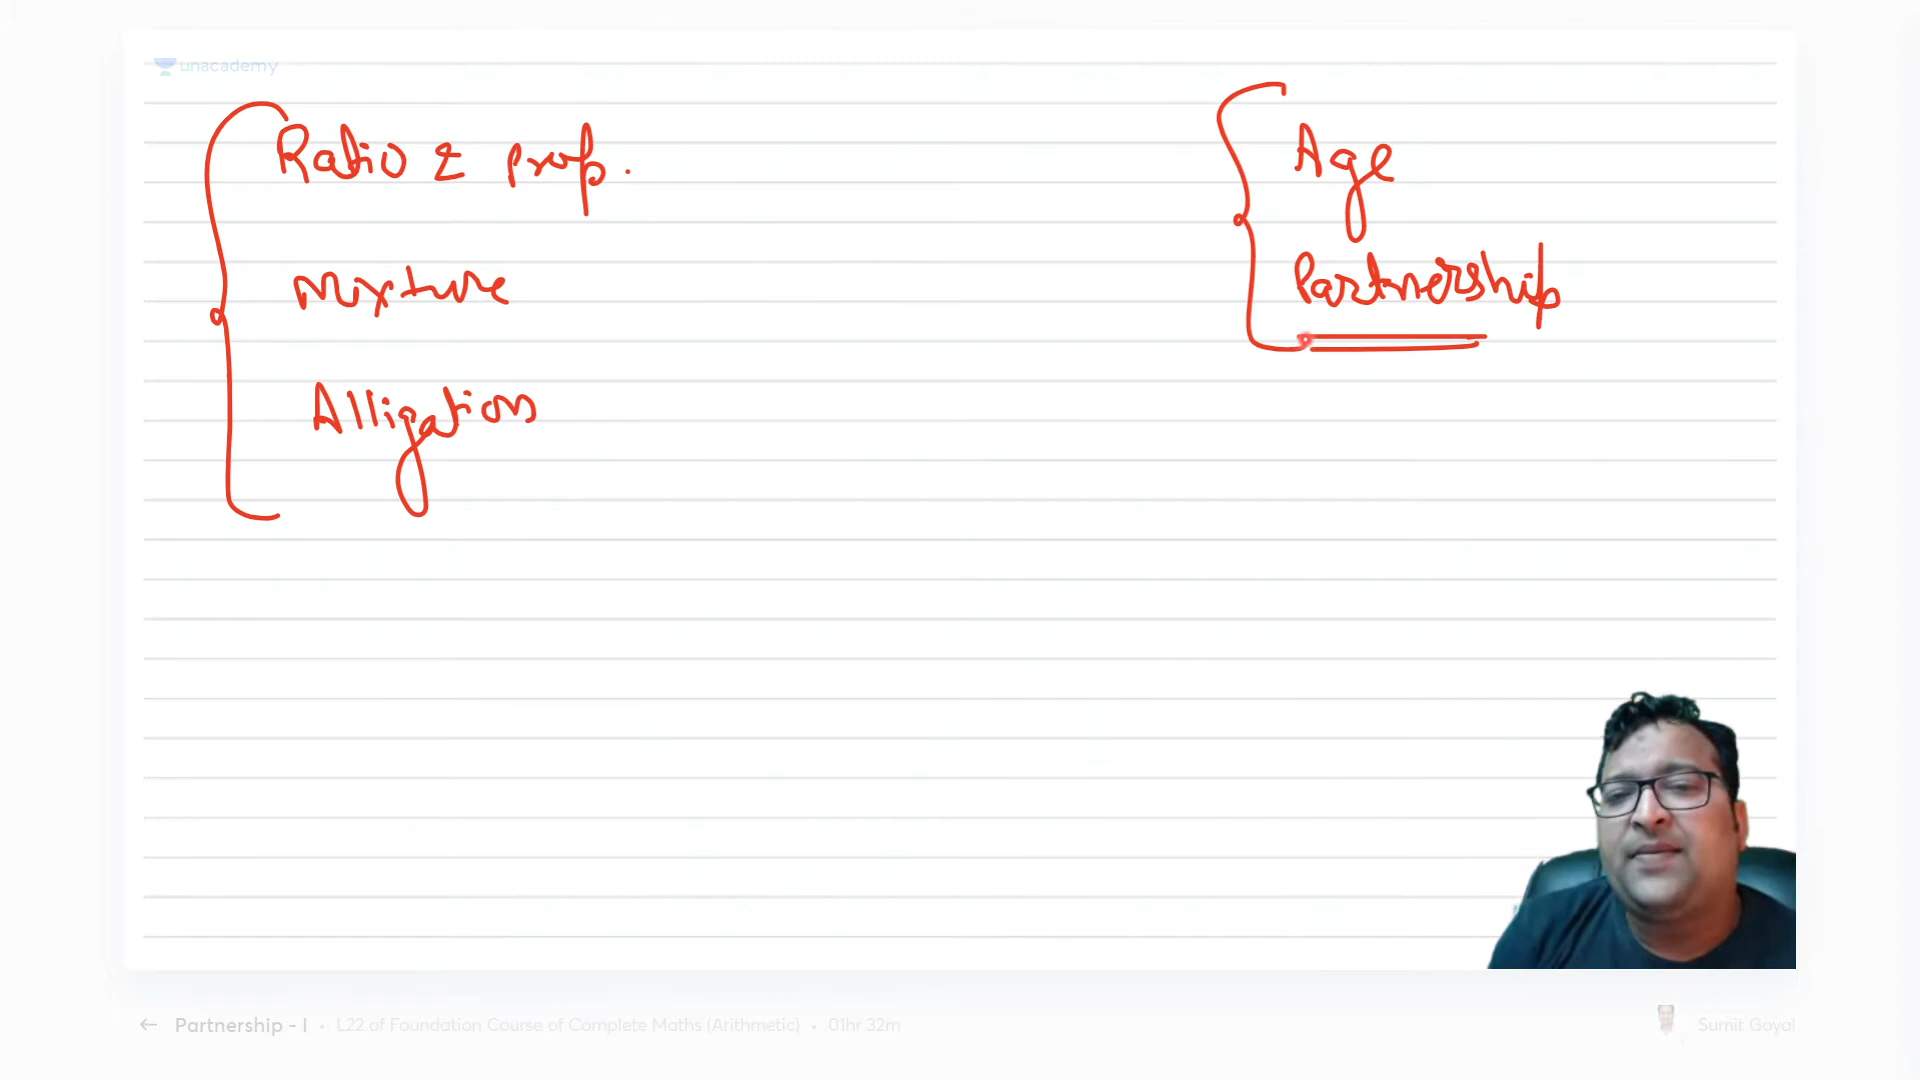 unacademy
Ratio & prop.
Mixture
Alligation
Age
Partnership
Partnership - I • L22 of Foundation Course of Complete Maths (Arithmetic) • 01hr 32m
Sumit Goyal